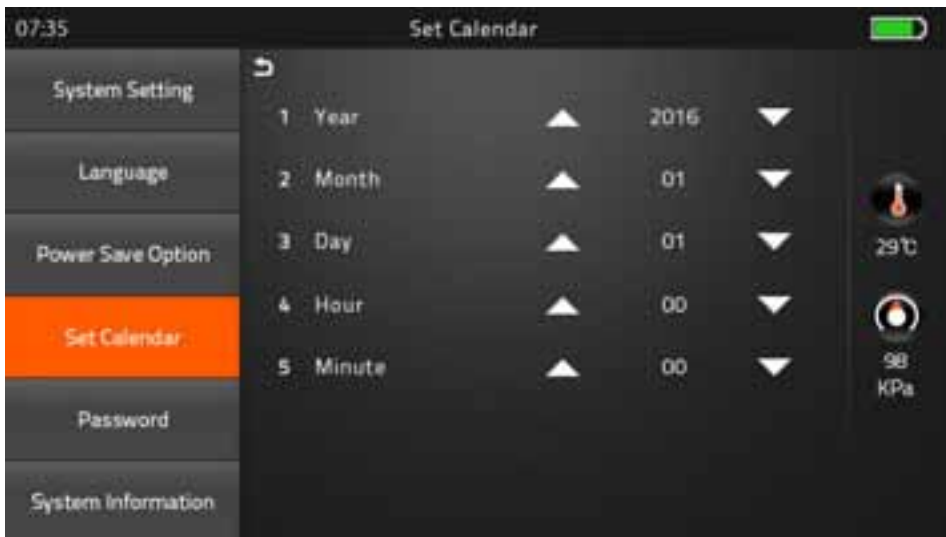 07:35
Set Calendar
System Setting
Language
Power Save Option
Set Calendar
Password
System Information
1 Year 2016
2 Month 01
3 Day 01
4 Hour 00
5 Minute 00
29℃
98
KPa